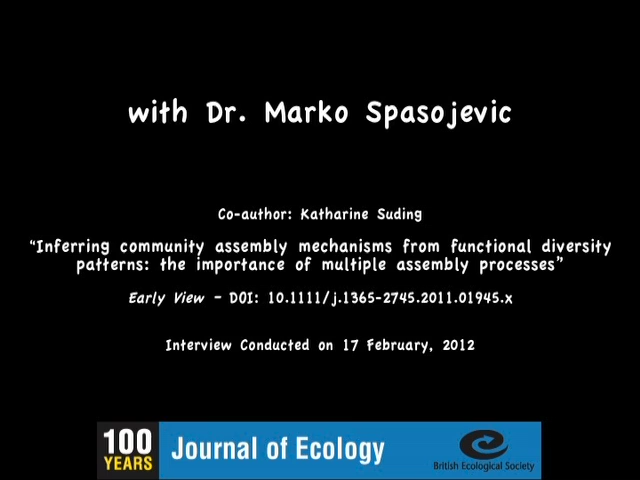 with Dr. Marko Spasojevic
Co-author: Katharine Suding
“Inferring community assembly mechanisms from functional diversity
patterns: the importance of multiple assembly processes”
Early View – DOI: 10.1111/j.1365-2745.2011.01945.x
Interview Conducted on 17 February, 2012
100
YEARS
Journal of Ecology
British Ecological Society